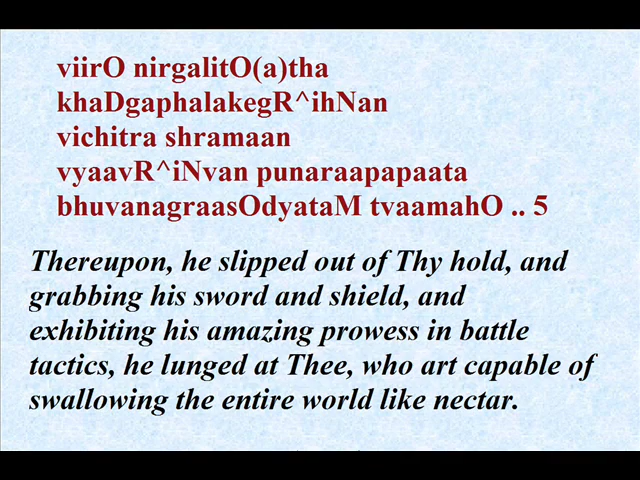 viirO nirgalitO(a)tha
khaDgaphalakegR^ihNan
vichitra shramaan
vyaavR^iNvan punaraapapaata
bhuvanagraasOdyataM tvaamahO .. 5
Thereupon, he slipped out of Thy hold, and
grabbing his sword and shield, and
exhibiting his amazing prowess in battle
tactics, he lunged at Thee, who art capable of
swallowing the entire world like nectar.